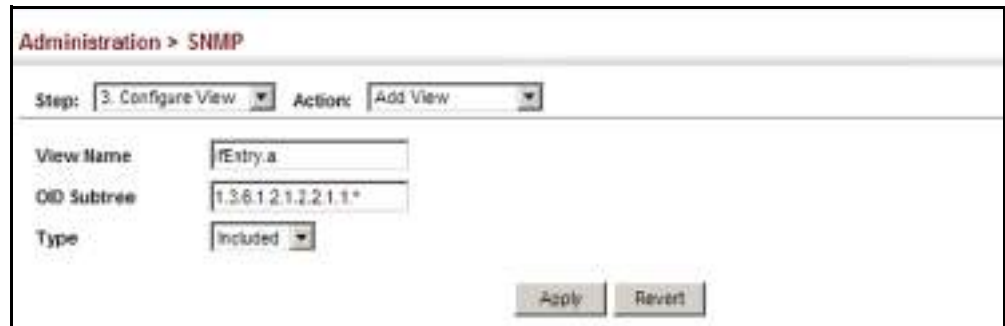 Administration > SNMP
Step: 3. Configure View Action: Add View
View Name ifEntry.a
OID Subtree 1.3.6.1.2.1.2.2.1.1.*
Type Included
Apply Revert